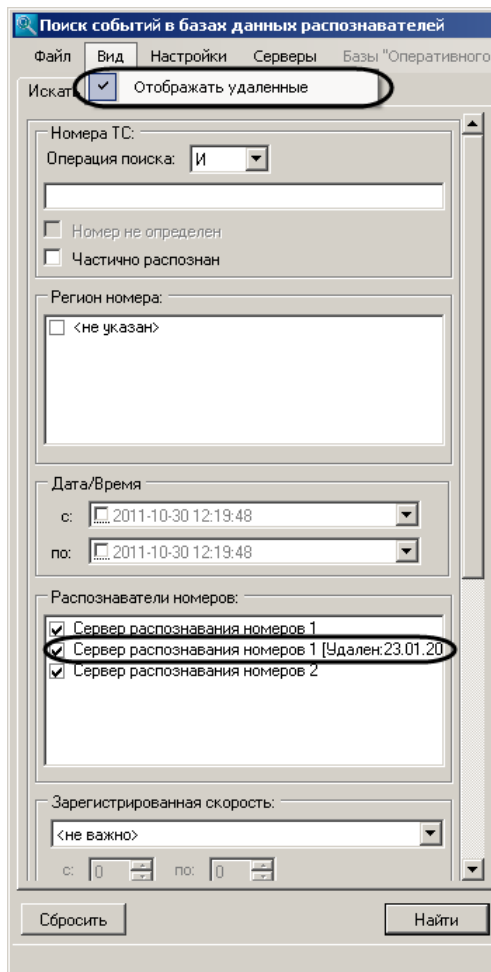 Поиск событий в базах данных распознавателей
Файл Вид Настройки Серверы Базы "Оперативного
Искать
Отображать удаленные
Номера ТС:
Операция поиска: И
Номер не определен
Частично распознан
Регион номера:
<не указан>
Дата/Время
с: 2011-10-30 12:19:48
по: 2011-10-30 12:19:48
Распознаватели номеров:
Сервер распознавания номеров 1
Сервер распознавания номеров 1 [Удален:23.01.20
Сервер распознавания номеров 2
Зарегистрированная скорость:
<не важно>
с: 0 по: 0
Сбросить Найти